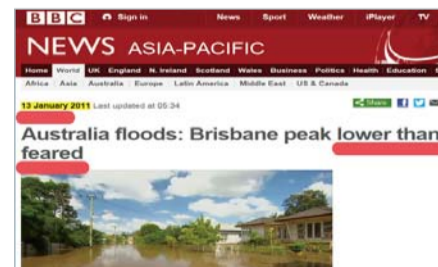 BBC Sign in News Sport Weather iPlayer TV
NEWS ASIA-PACIFIC
Home World UK England N. Ireland Scotland Wales Business Politics Health Education
Africa Asia Australia Europe Latin America Middle East US & Canada
13 January 2011 Last updated at 05:34
Share
Australia floods: Brisbane peak lower than
feared